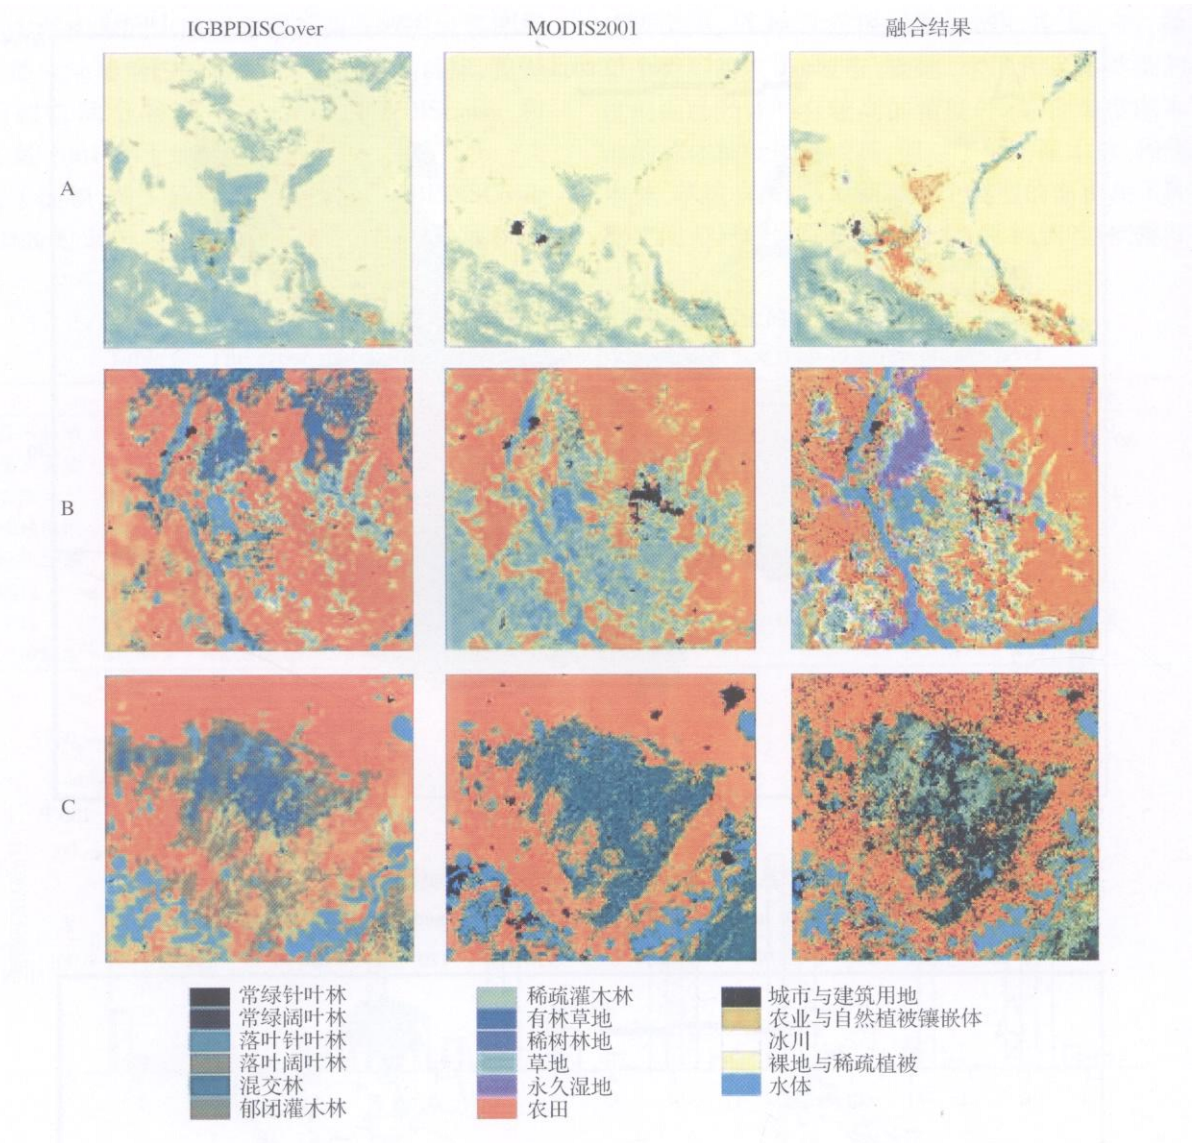 IGBPDISCover MODIS2001 融合结果
A
B
C
常绿针叶林 稀疏灌木林 城市与建筑用地
常绿阔叶林 有林草地 农业与自然植被镶嵌体
落叶针叶林 稀树林地 冰川
落叶阔叶林 草地 裸地与稀疏植被
混交林 永久湿地 水体
郁闭灌木林 农田